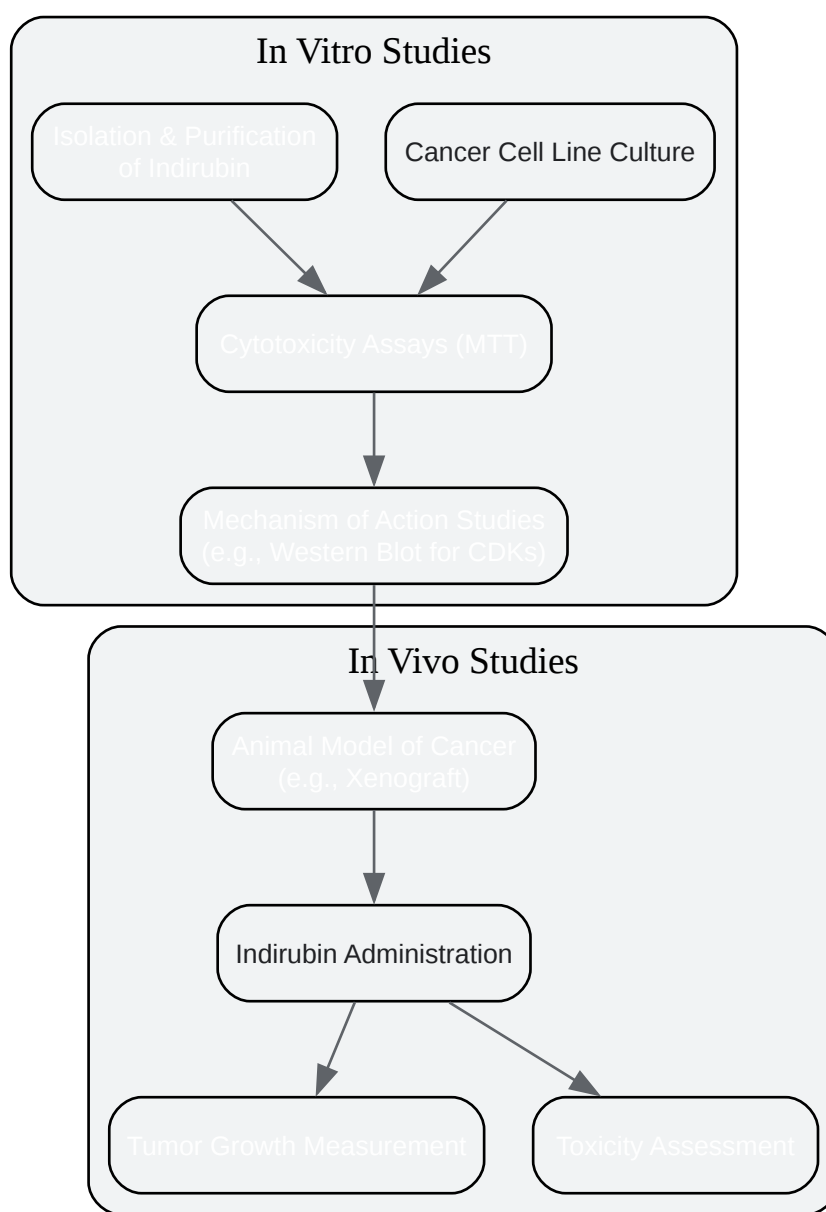 In Vitro Studies
Isolation & Purification
of Indirubin
Cancer Cell Line Culture
Cytotoxicity Assays (MTT)
Mechanism of Action Studies
(e.g., Western Blot for CDKs)
In Vivo Studies
Animal Model of Cancer
(e.g., Xenograft)
Indirubin Administration
Tumor Growth Measurement
Toxicity Assessment